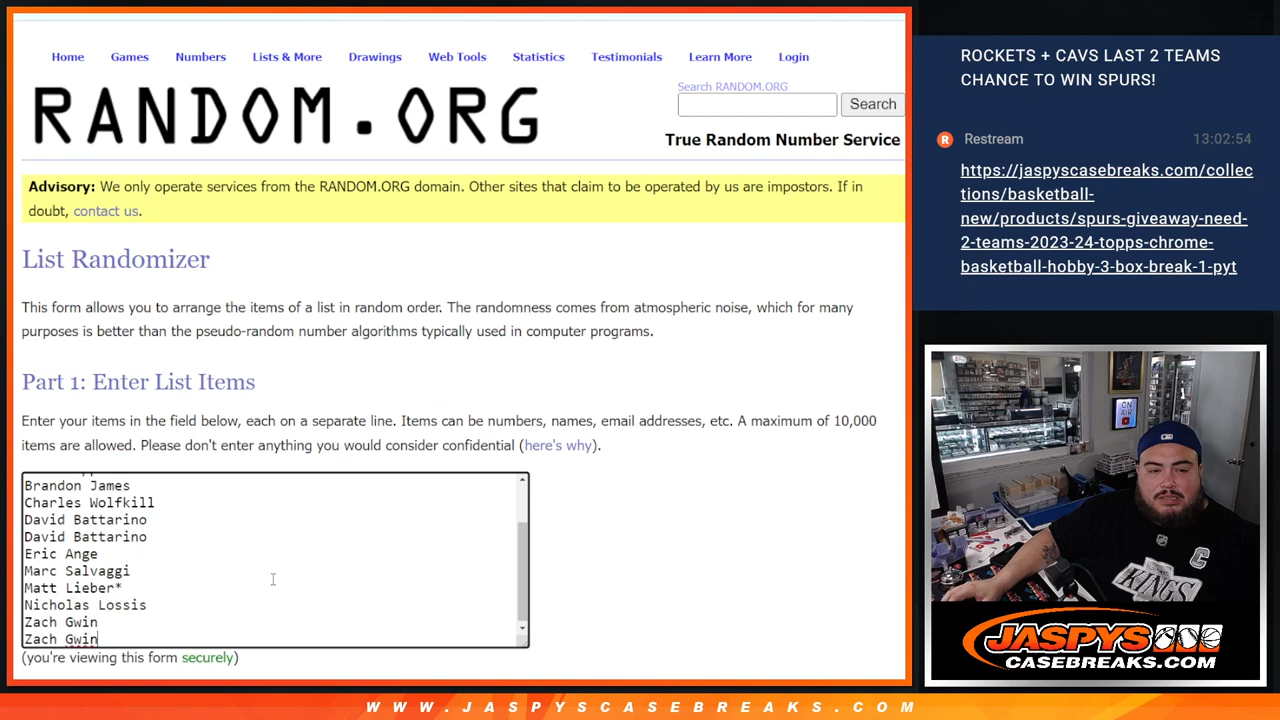 Home Games Numbers Lists & More Drawings Web Tools Statistics Testimonials Learn More Login
RANDOM.ORG
Search RANDOM.ORG
Search
True Random Number Service
Advisory: We only operate services from the RANDOM.ORG domain. Other sites that claim to be operated by us are impostors. If in
doubt, contact us.
List Randomizer
This form allows you to arrange the items of a list in random order. The randomness comes from atmospheric noise, which for many
purposes is better than the pseudo-random number algorithms typically used in computer programs.
Part 1: Enter List Items
Enter your items in the field below, each on a separate line. Items can be numbers, names, email addresses, etc. A maximum of 10,000
items are allowed. Please don't enter anything you would consider confidential (here's why).
Brandon James
Charles Wolfkill
David Battarino
David Battarino
Eric Ange
Marc Salvaggi
Matt Lieber*
Nicholas Lossis
Zach Gwin
Zach Gwin
(you're viewing this form securely)
ROCKETS + CAVS LAST 2 TEAMS
CHANCE TO WIN SPURS!
R Restream 13:02:54
https://jaspyscasebreaks.com/collec
tions/basketball-
new/products/spurs-giveaway-need-
2-teams-2023-24-topps-chrome-
basketball-hobby-3-box-break-1-pyt
ON
AIR
C
KINGS
JASPYS
CASEBREAKS.COM
WWW.JASPYSCASEBREAKS.COM